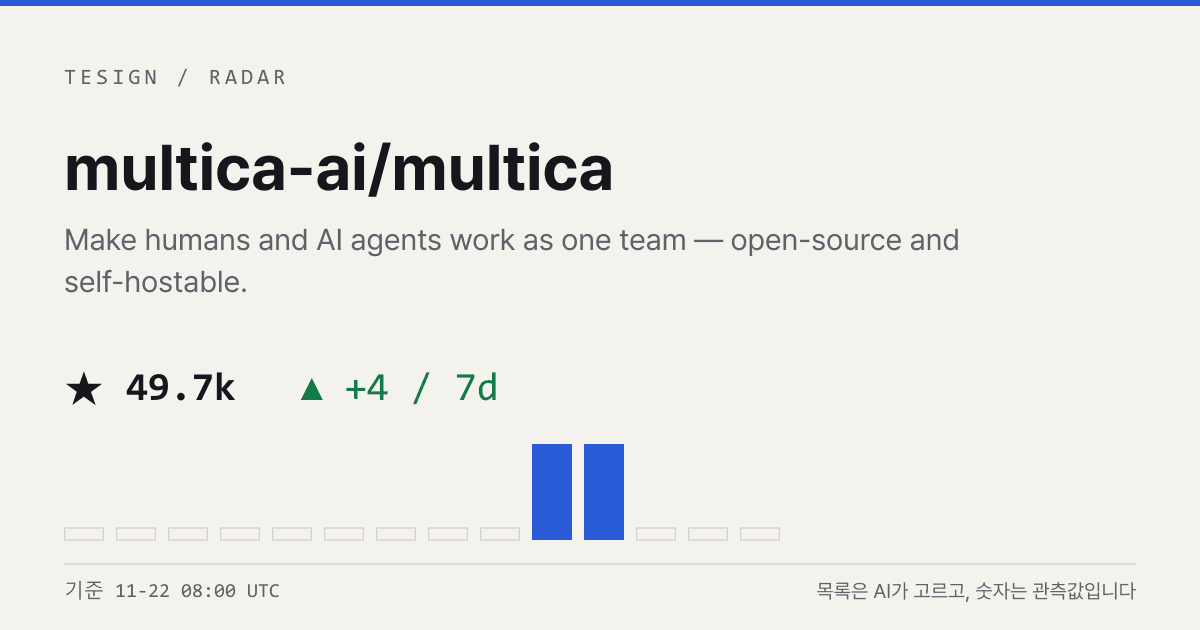 TESIGN / RADAR
multica-ai/multica
Make humans and AI agents work as one team — open-source and
self-hostable.
★ 49.7k ▲ +4 / 7d
기준 11-22 08:00 UTC
목록은 AI가 고르고, 숫자는 관측값입니다